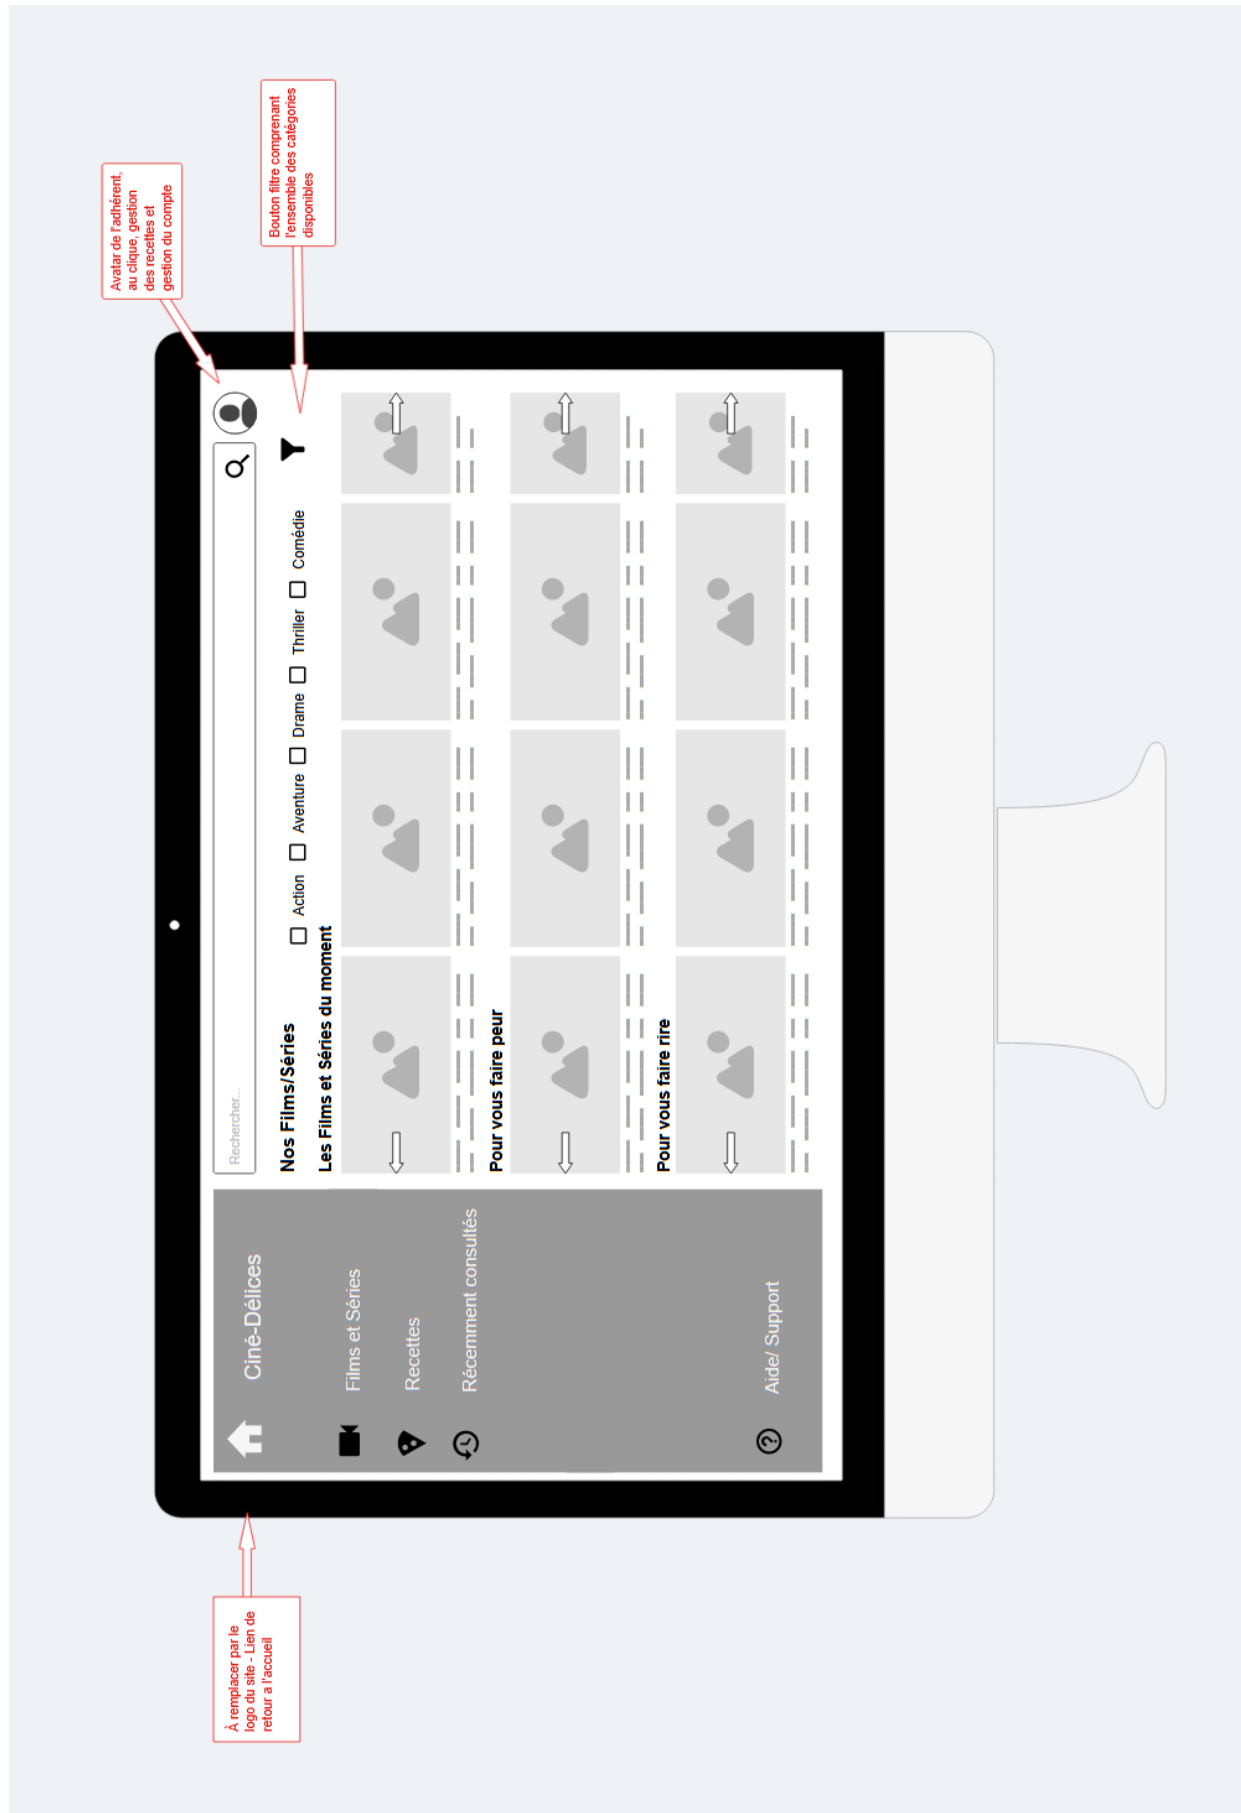 À remplacer par le
logo du site - Lien de
retour a l'accueil
Avatar de l'adhérent,
au clique, gestion
des recettes et
gestion du compte
Bouton filtre comprenant
l'ensemble des catégories
disponibles
Ciné-Délices
Films et Séries
Recettes
Récemment consultés
Aide/ Support
Rechercher...
Nos Films/Séries
Action
Aventure
Drame
Thriller
Comédie
Les Films et Séries du moment
Pour vous faire peur
Pour vous faire rire